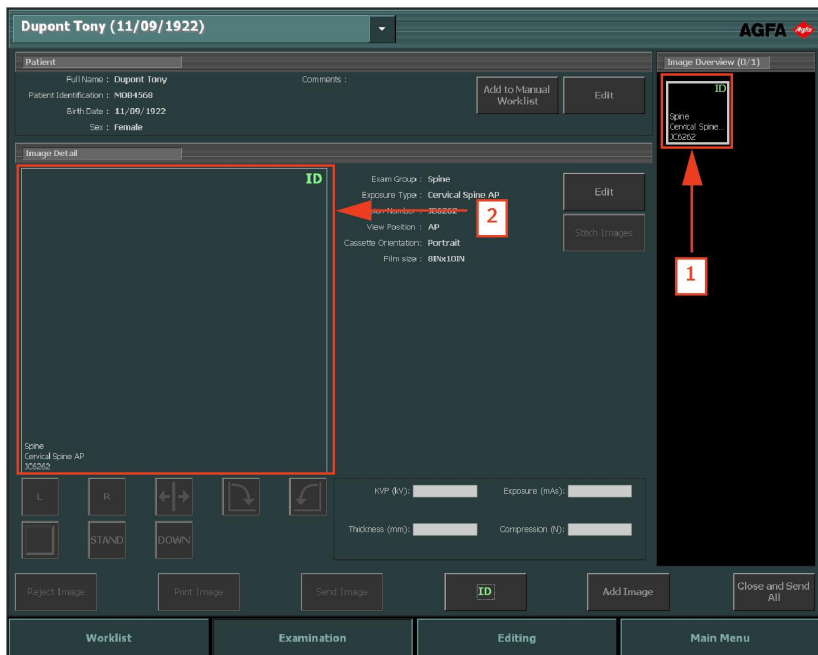 Dupont Tony (11/09/1922)
AGFA Agfa
Patient
Full Name : Dupont Tony
Patient Identification : M084568
Birth Date : 11/09/1922
Sex : Female
Comments :
Add to Manual
Worklist
Edit
Image Overview (0/1)
ID
Spine
Cervical Spine...
JC6262
1
Image Detail
ID
Spine
Cervical Spine AP
JC6262
2
Exam Group : Spine
Exposure Type : Cervical Spine AP
Number : JC6262
View Position : AP
Cassette Orientation: Portrait
Film size : 8INx10IN
Edit
Stitch Images
L
R
STAND
DOWN
KVP (kV):
Exposure (mAs):
Thickness (mm):
Compression (N):
Reject Image
Print Image
Send Image
ID
Add Image
Close and Send
All
Worklist
Examination
Editing
Main Menu